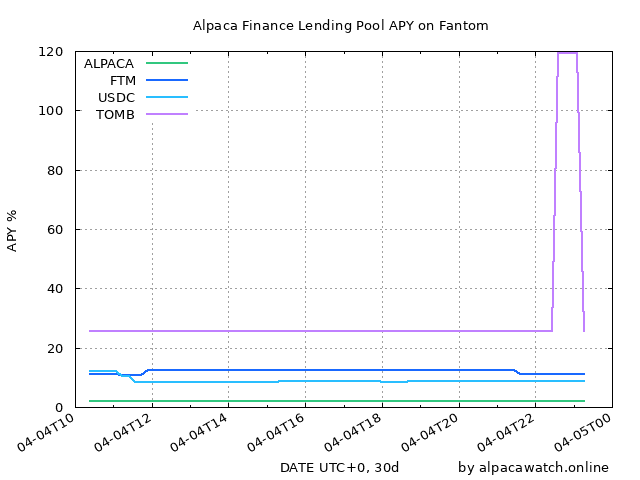 Alpaca Finance Lending Pool APY on Fantom
120
100
80
60
40
20
0
APY %
ALPACA
FTM
USDC
TOMB
04-04T10
04-04T12
04-04T14
04-04T16
04-04T18
04-04T20
04-04T22
04-05T00
DATE UTC+0, 30d
by alpacawatch.online